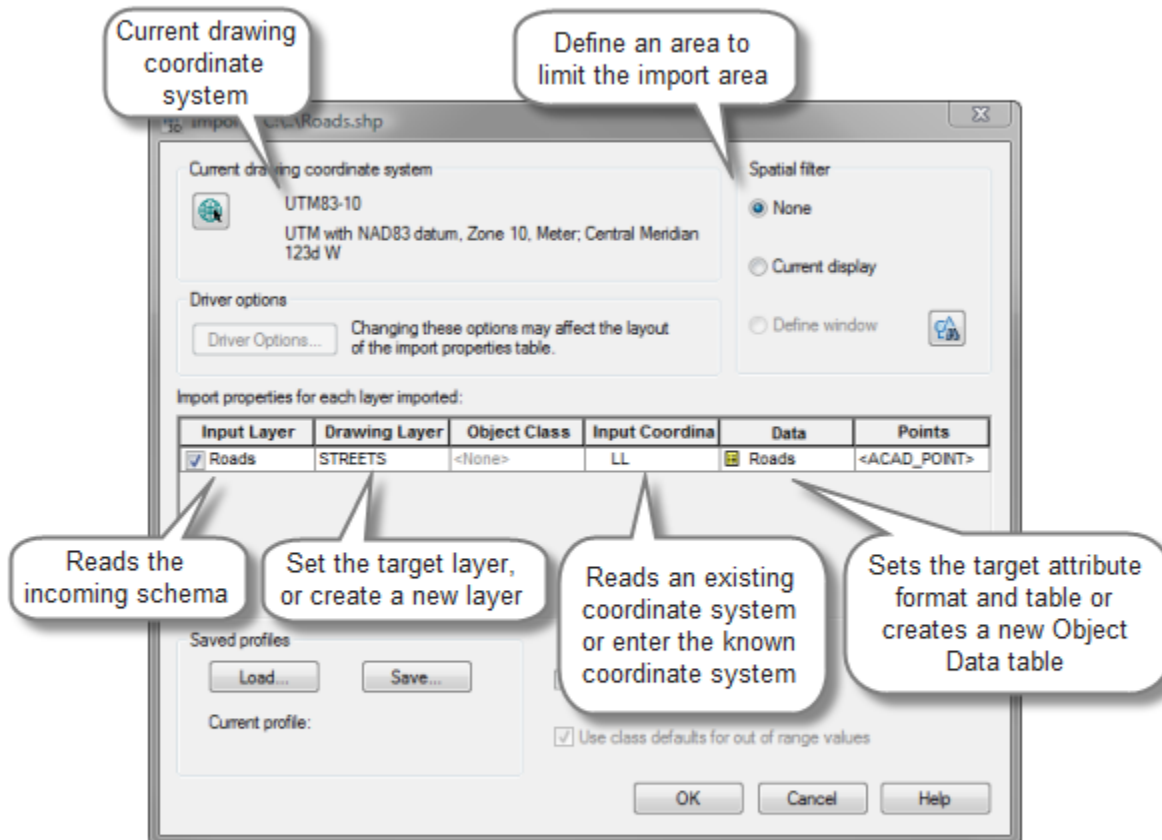 Current drawing
coordinate
system
Define an area to
limit the import area
Roads.shp
Current drawing coordinate system
UTM83-10
UTM with NAD83 datum, Zone 10, Meter; Central Meridian
123d W
Spatial filter
None
Current display
Define window
Driver options
Driver Options...
Changing these options may affect the layout
of the import properties table.
Import properties for each layer imported:
Input Layer Drawing Layer Object Class Input Coordina Data Points
Roads STREETS <None> LL Roads <ACAD_POINT>
Reads the
incoming schema
Set the target layer,
or create a new layer
Reads an existing
coordinate system
or enter the known
coordinate system
Sets the target attribute
format and table or
creates a new Object
Data table
Saved profiles
Load... Save...
Current profile:
Use class defaults for out of range values
OK Cancel Help